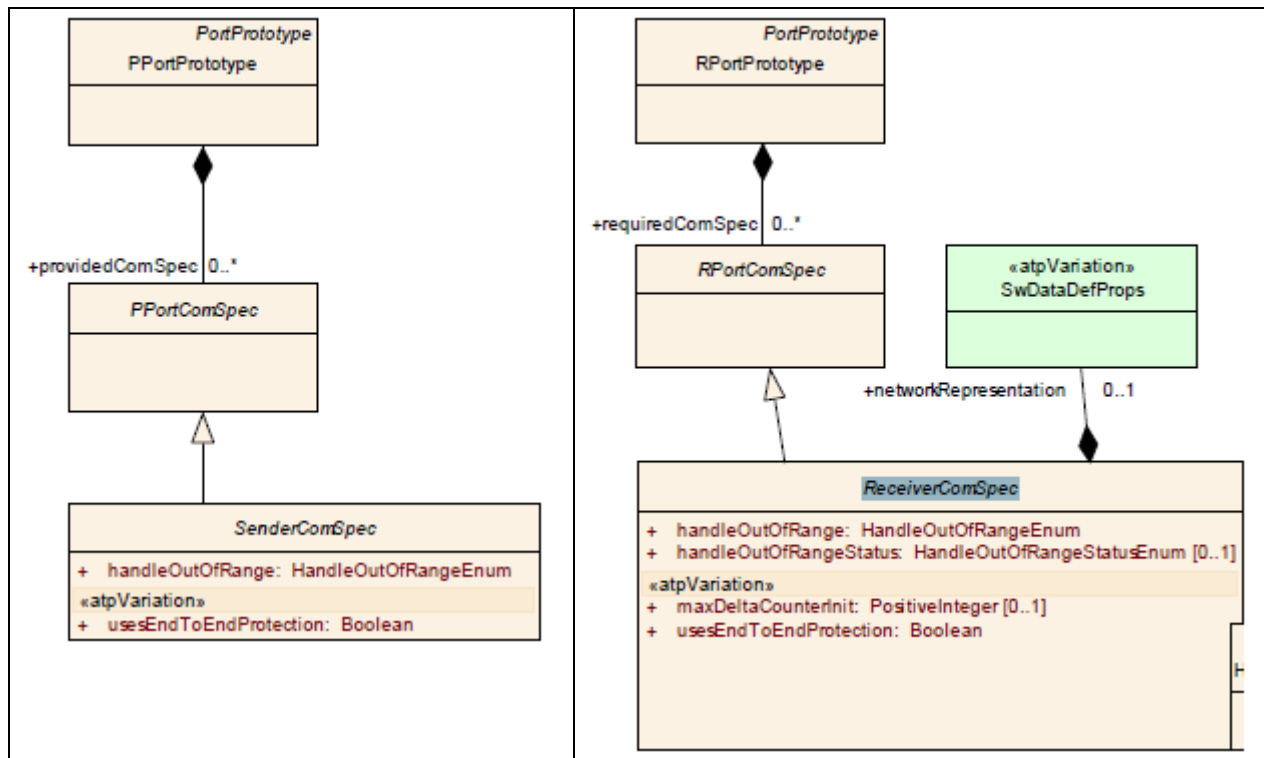 PortPrototype
PPortPrototype
+providedComSpec 0..*
PPortComSpec
SenderComSpec
+ handleOutOfRange: HandleOutOfRangeEnum
«atpVariation»
+ usesEndToEndProtection: Boolean
PortPrototype
RPortPrototype
+requiredComSpec 0..*
RPortComSpec
«atpVariation»
SwDataDefProps
+networkRepresentation 0..1
ReceiverComSpec
+ handleOutOfRange: HandleOutOfRangeEnum
+ handleOutOfRangeStatus: HandleOutOfRangeStatusEnum [0..1]
«atpVariation»
+ maxDeltaCounterInit: PositiveInteger [0..1]
+ usesEndToEndProtection: Boolean